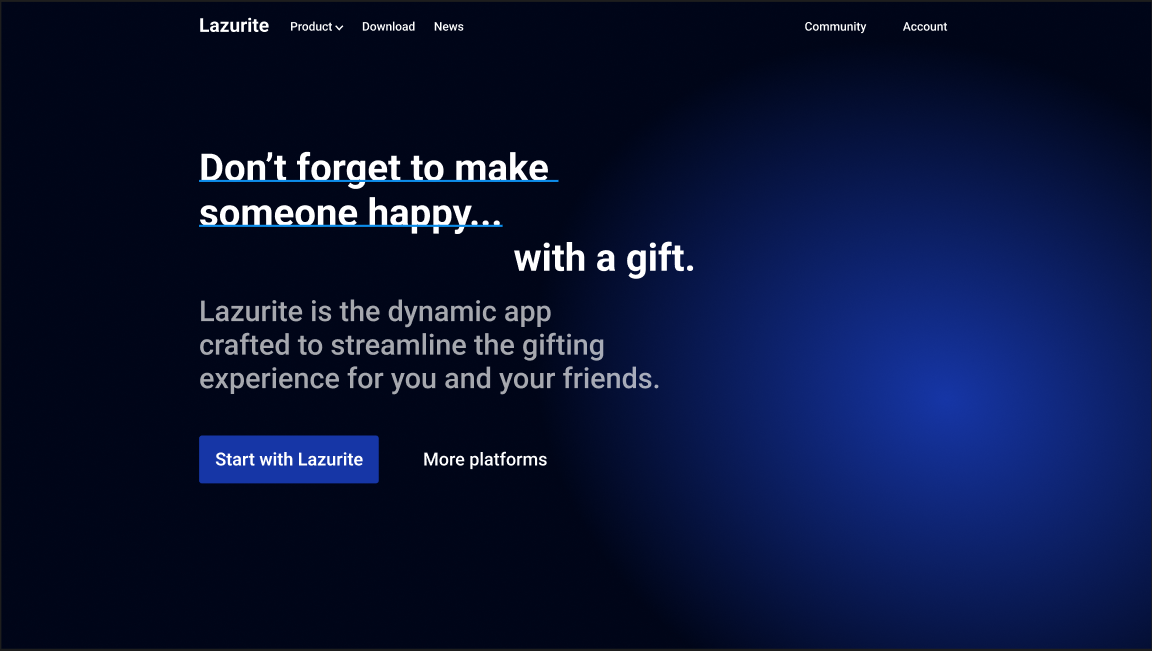 Lazurite Product Download News Community Account
Don’t forget to make
someone happy...
with a gift.
Lazurite is the dynamic app
crafted to streamline the gifting
experience for you and your friends.
Start with Lazurite More platforms